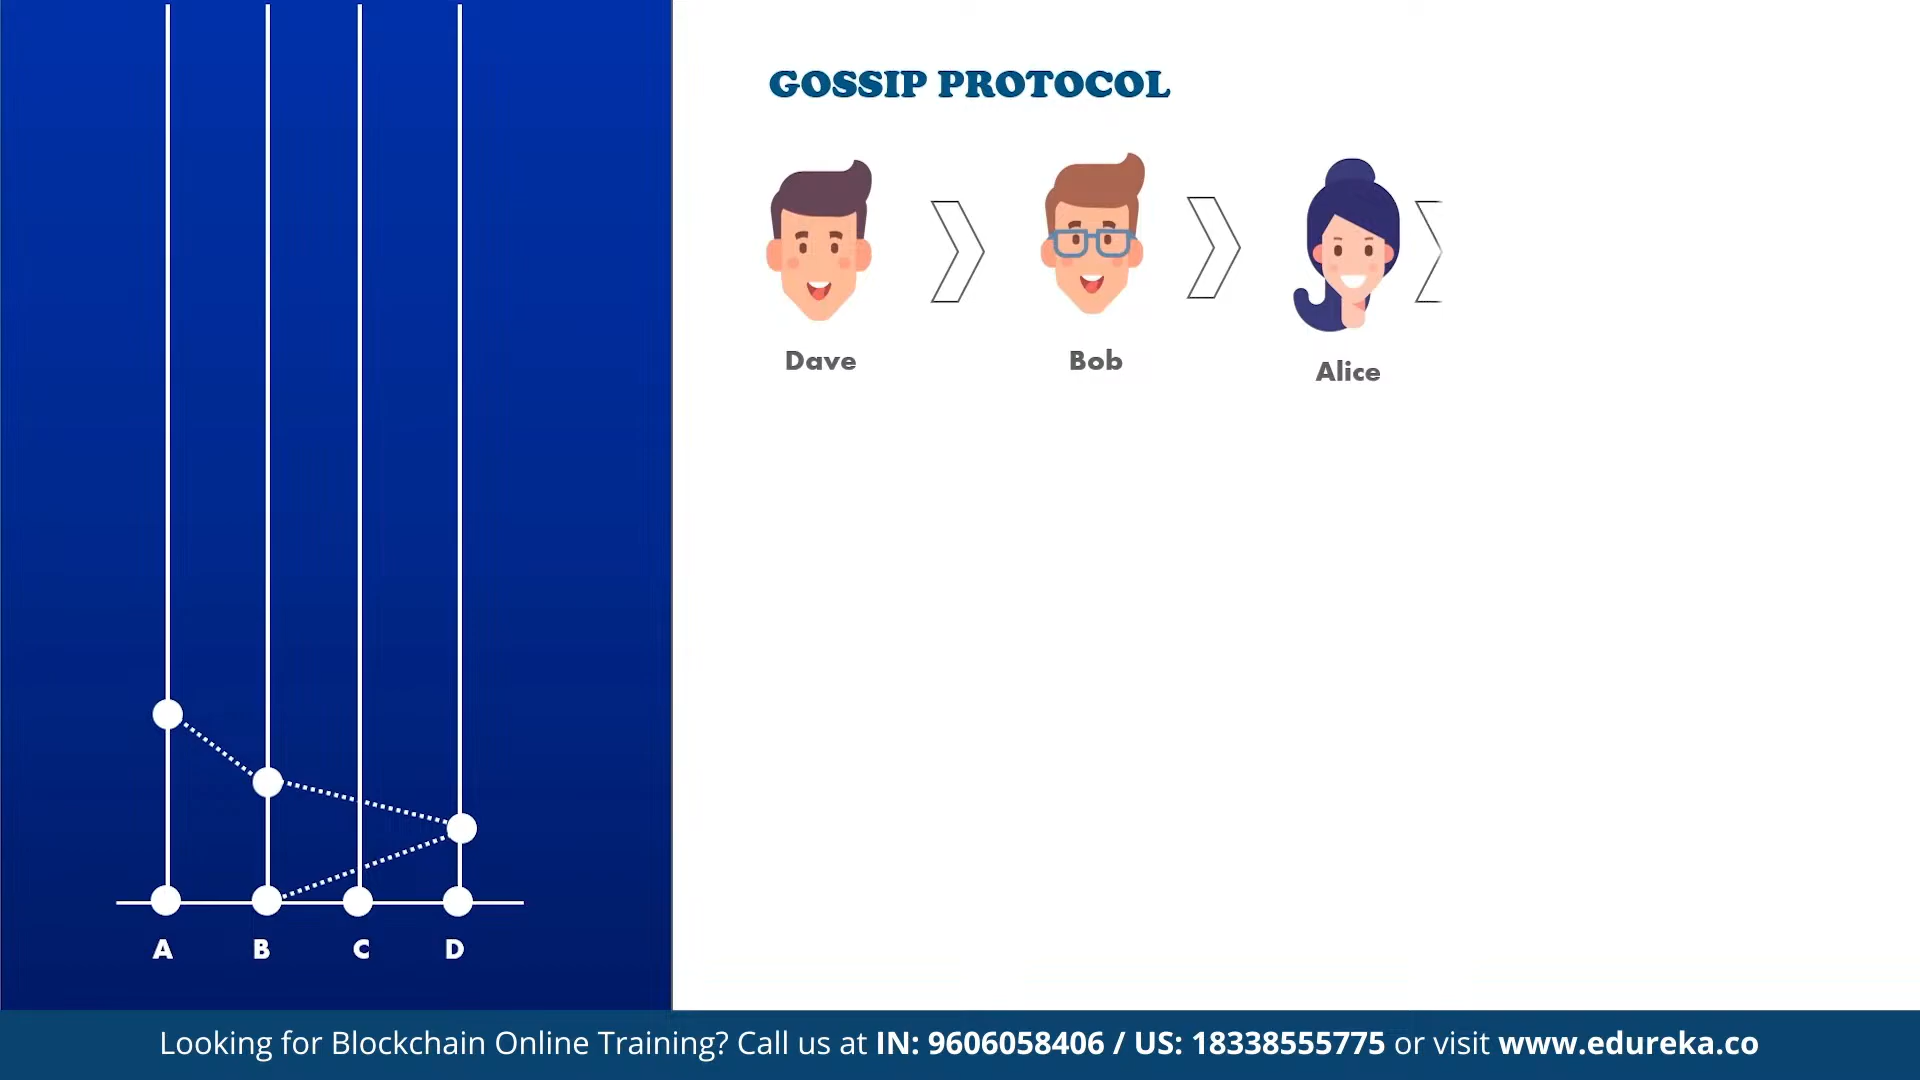 GOSSIP PROTOCOL
Dave
Bob
Alice
A
B
C
D
Looking for Blockchain Online Training? Call us at IN: 9606058406 / US: 18338555775 or visit www.edureka.co